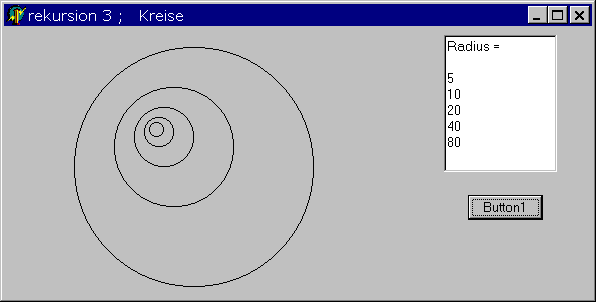 rekursion 3 ;   Kreise
Radius =
5
10
20
40
80
Button1